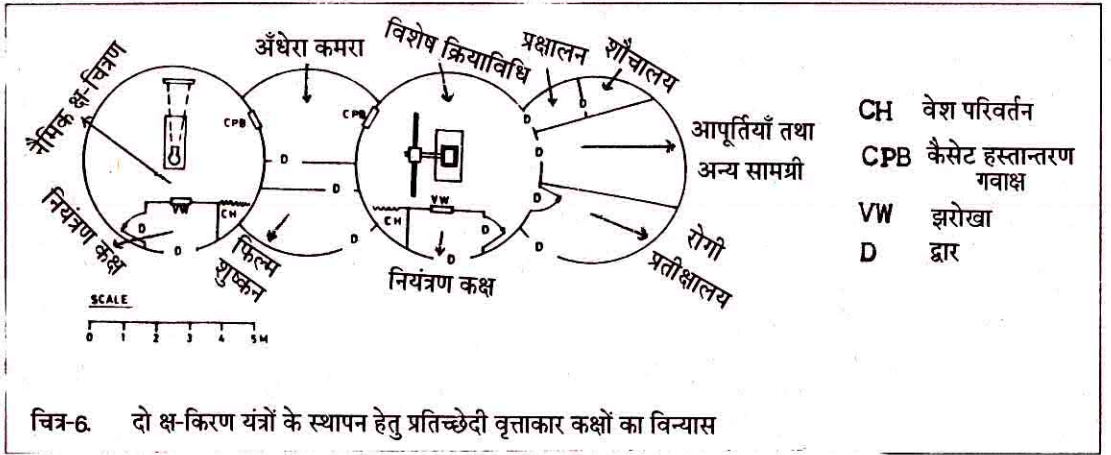 नैमिक क्ष-चित्रण
अँधेरा कमरा
विशेष क्रियाविधि
प्रक्षालन
शौचालय
CPB
CPB
D
D
D
D
आपूर्तियाँ तथा
अन्य सामग्री
D
D
VW
CH
D
D
नियंत्रण कक्ष
फिल्म
शुष्कन
D
CH
VW
D
D
नियंत्रण कक्ष
D
D
रोगी
प्रतीक्षालय
CH वेश परिवर्तन
CPB कैसेट हस्तान्तरण
गवाक्ष
VW झरोखा
D द्वार
SCALE
0 1 2 3 4 5 M
चित्र-6. दो क्ष-किरण यंत्रों के स्थापन हेतु प्रतिच्छेदी वृत्ताकार कक्षों का विन्यास